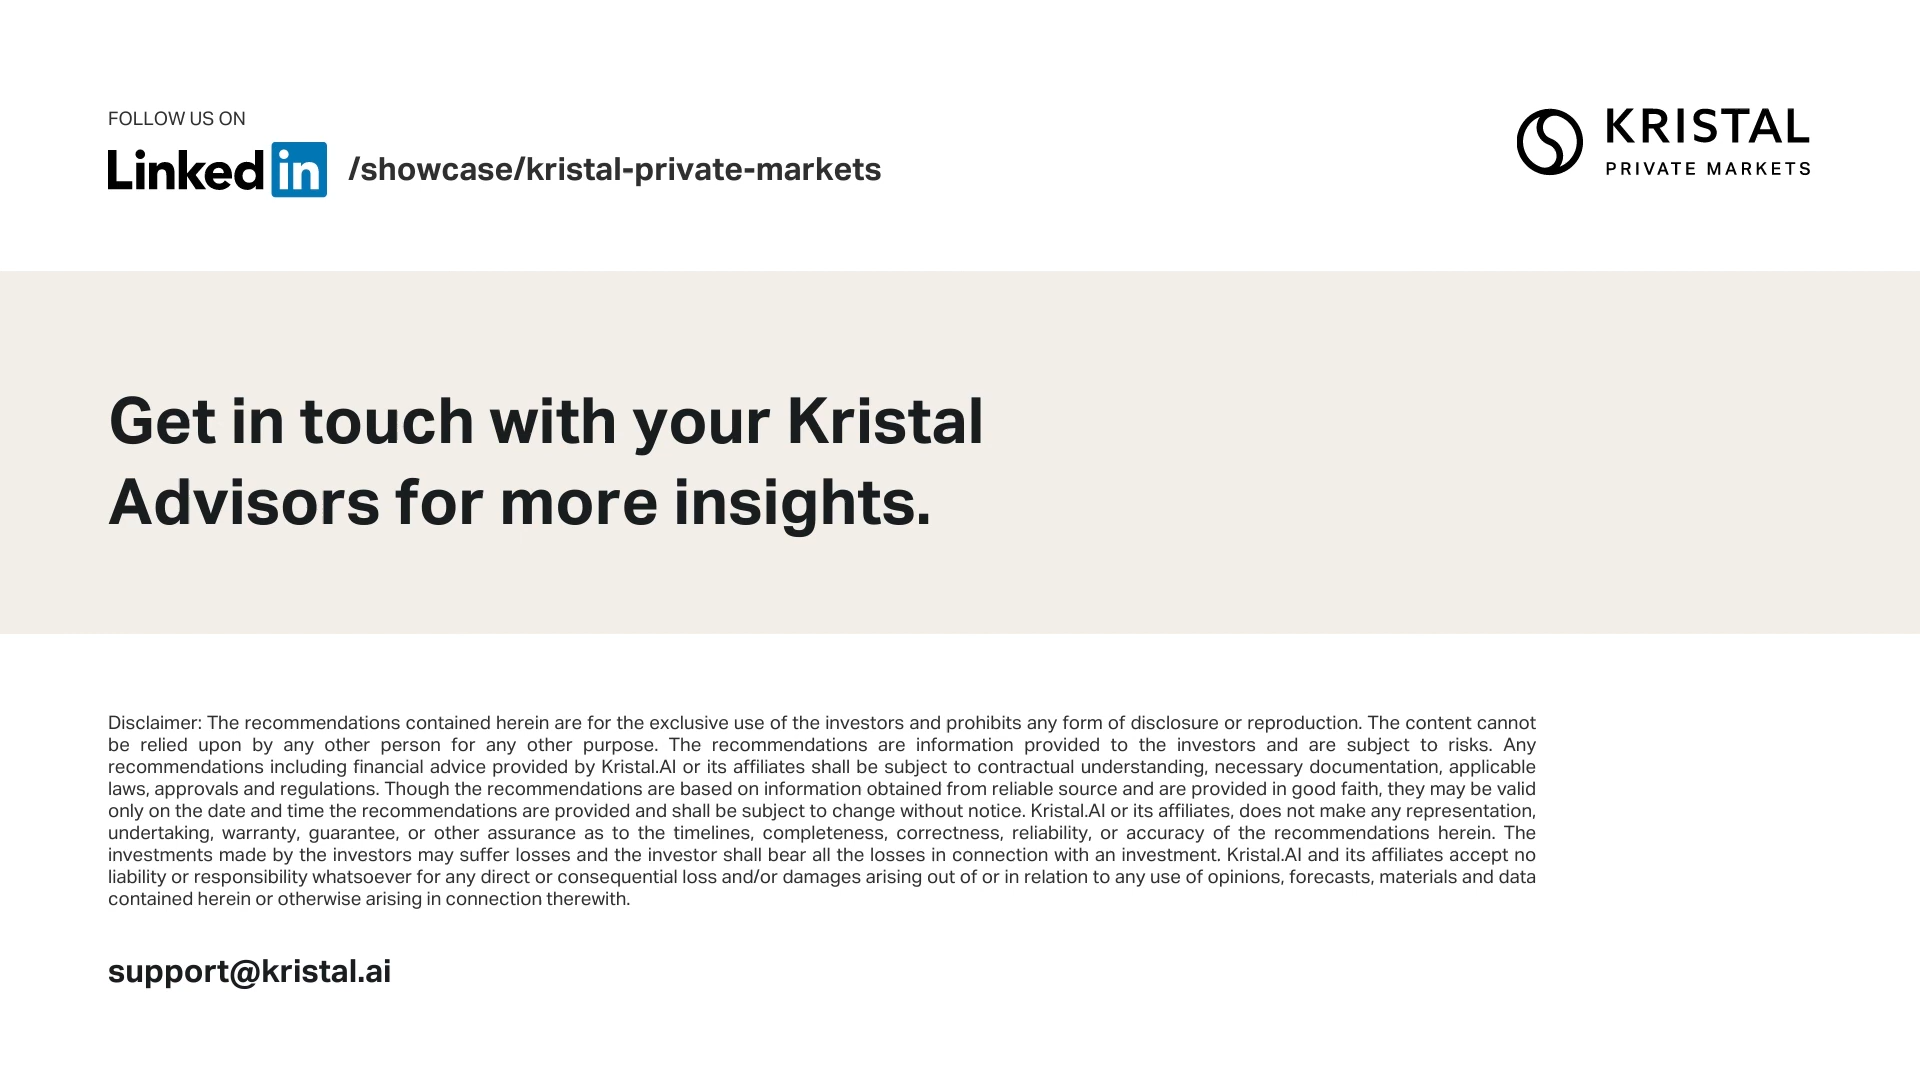 FOLLOW US ON
Linkedin /showcase/kristal-private-markets
KRISTAL
PRIVATE MARKETS
Get in touch with your Kristal
Advisors for more insights.
Disclaimer: The recommendations contained herein are for the exclusive use of the investors and prohibits any form of disclosure or reproduction. The content cannot
be relied upon by any other person for any other purpose. The recommendations are information provided to the investors and are subject to risks. Any
recommendations including financial advice provided by Kristal.AI or its affiliates shall be subject to contractual understanding, necessary documentation, applicable
laws, approvals and regulations. Though the recommendations are based on information obtained from reliable source and are provided in good faith, they may be valid
only on the date and time the recommendations are provided and shall be subject to change without notice. Kristal.AI or its affiliates, does not make any representation,
undertaking, warranty, guarantee, or other assurance as to the timelines, completeness, correctness, reliability, or accuracy of the recommendations herein. The
investments made by the investors may suffer losses and the investor shall bear all the losses in connection with an investment. Kristal.AI and its affiliates accept no
liability or responsibility whatsoever for any direct or consequential loss and/or damages arising out of or in relation to any use of opinions, forecasts, materials and data
contained herein or otherwise arising in connection therewith.
support@kristal.ai